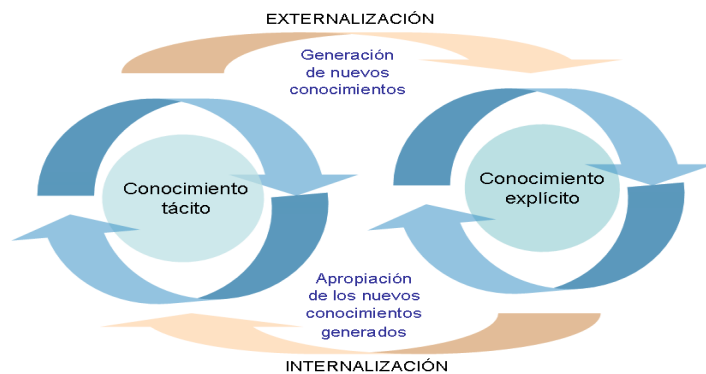 EXTERNALIZACIÓN
Generación
de nuevos
conocimientos
Conocimiento
tácito
Conocimiento
explícito
Apropiación
de los nuevos
conocimientos
generados
INTERNALIZACIÓN